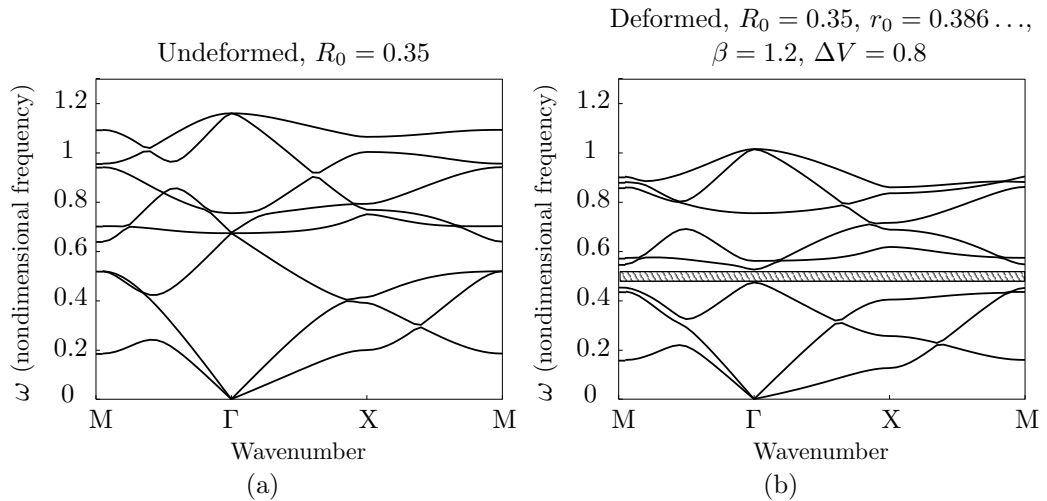 Undeformed, R₀ = 0.35
1.2
1
0.8
0.6
0.4
0.2
0
ω (nondimensional frequency)
M Γ X M
Wavenumber
(a)
Deformed, R₀ = 0.35, r₀ = 0.386 ...,
β = 1.2, ΔV = 0.8
1.2
1
0.8
0.6
0.4
0.2
0
ω (nondimensional frequency)
M Γ X M
Wavenumber
(b)